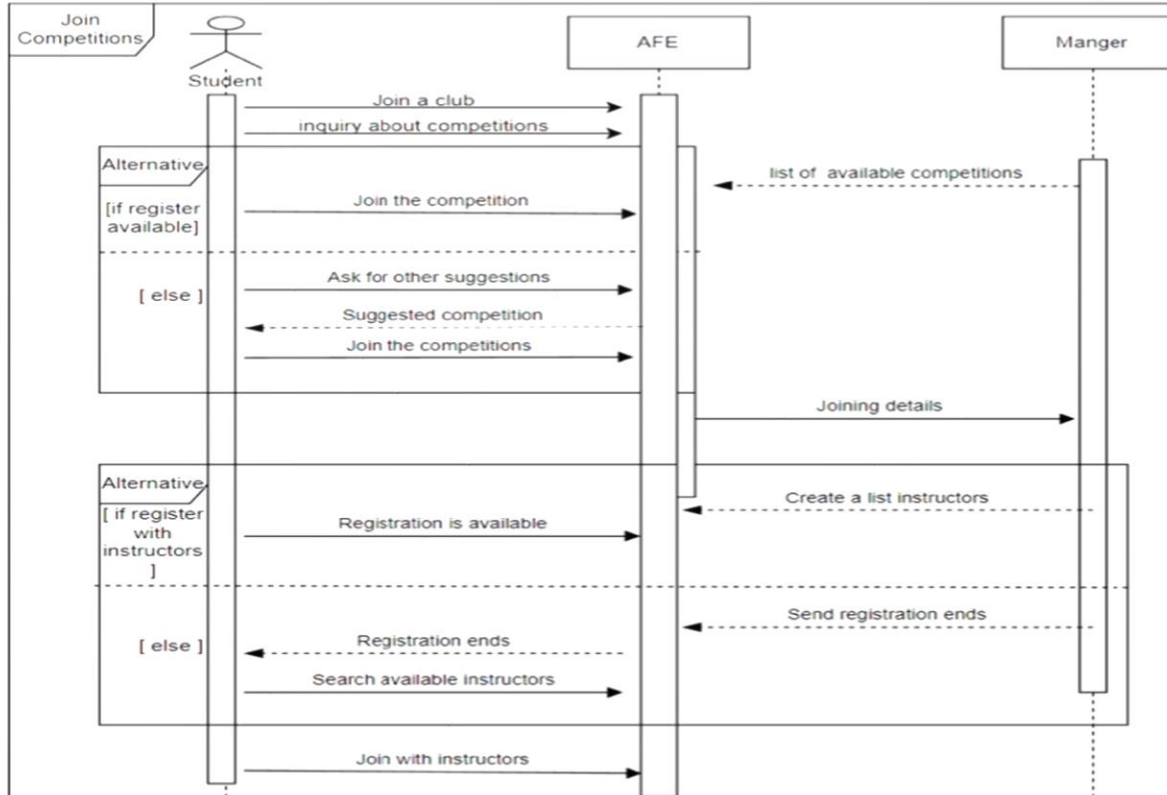 Join
Competitions
Student
AFE
Manger
Join a club
inquiry about competitions
Alternative
list of available competitions
[if register
available]
Join the competition
Ask for other suggestions
[ else ]
Suggested competition
Join the competitions
Joining details
Alternative
Create a list instructors
[ if register
with
instructors
]
Registration is available
Send registration ends
Registration ends
[ else ]
Search available instructors
Join with instructors